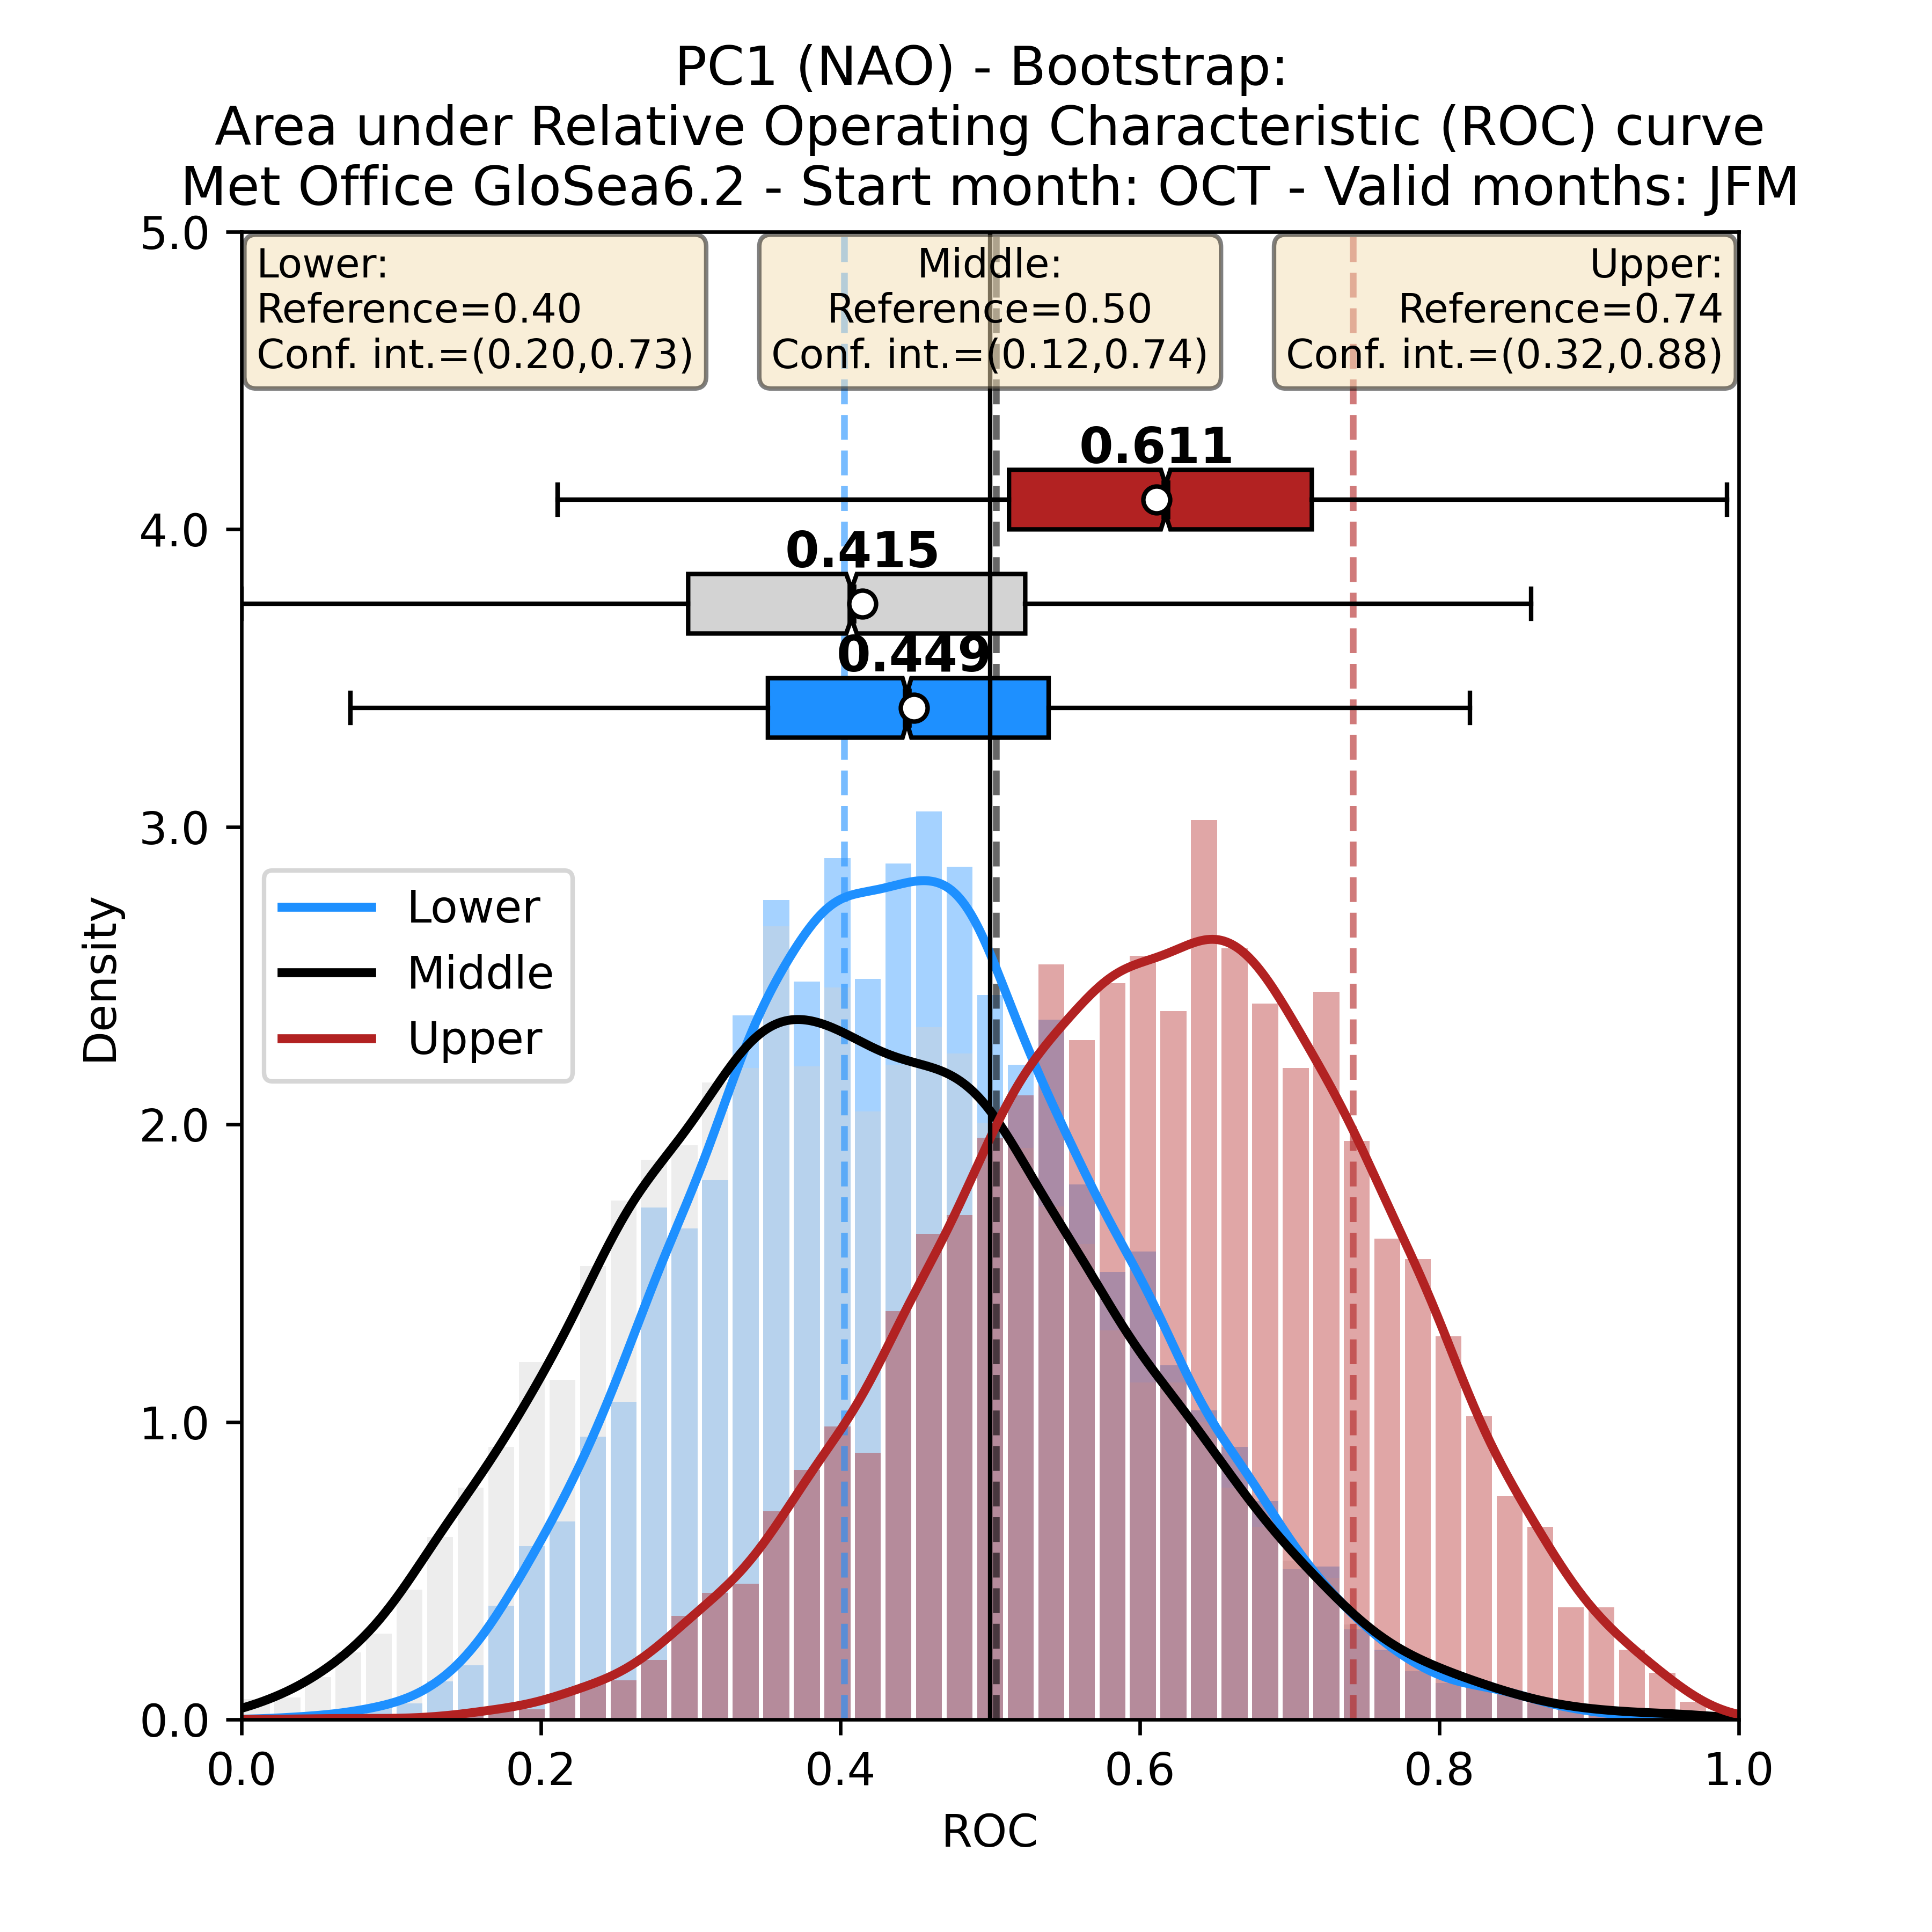 PC1 (NAO) - Bootstrap:
Area under Relative Operating Characteristic (ROC) curve
Met Office GloSea6.2 - Start month: OCT - Valid months: JFM
5.0
Lower:
Reference=0.40
Conf. int.=(0.20,0.73)
Middle:
Reference=0.50
Conf. int.=(0.12,0.74)
Upper:
Reference=0.74
Conf. int.=(0.32,0.88)
0.611
4.0
0.415
0.449
3.0
Lower
Middle
Upper
Density
2.0
1.0
0.0
0.0 0.2 0.4 0.6 0.8 1.0
ROC